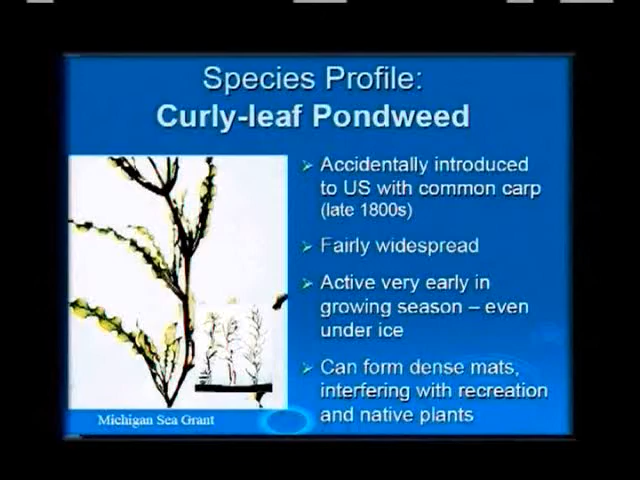 Species Profile:
Curly-leaf Pondweed
Accidentally introduced
to US with common carp
(late 1800s)
Fairly widespread
Active very early in
growing season – even
under ice
Can form dense mats,
interfering with recreation
and native plants
Michigan Sea Grant